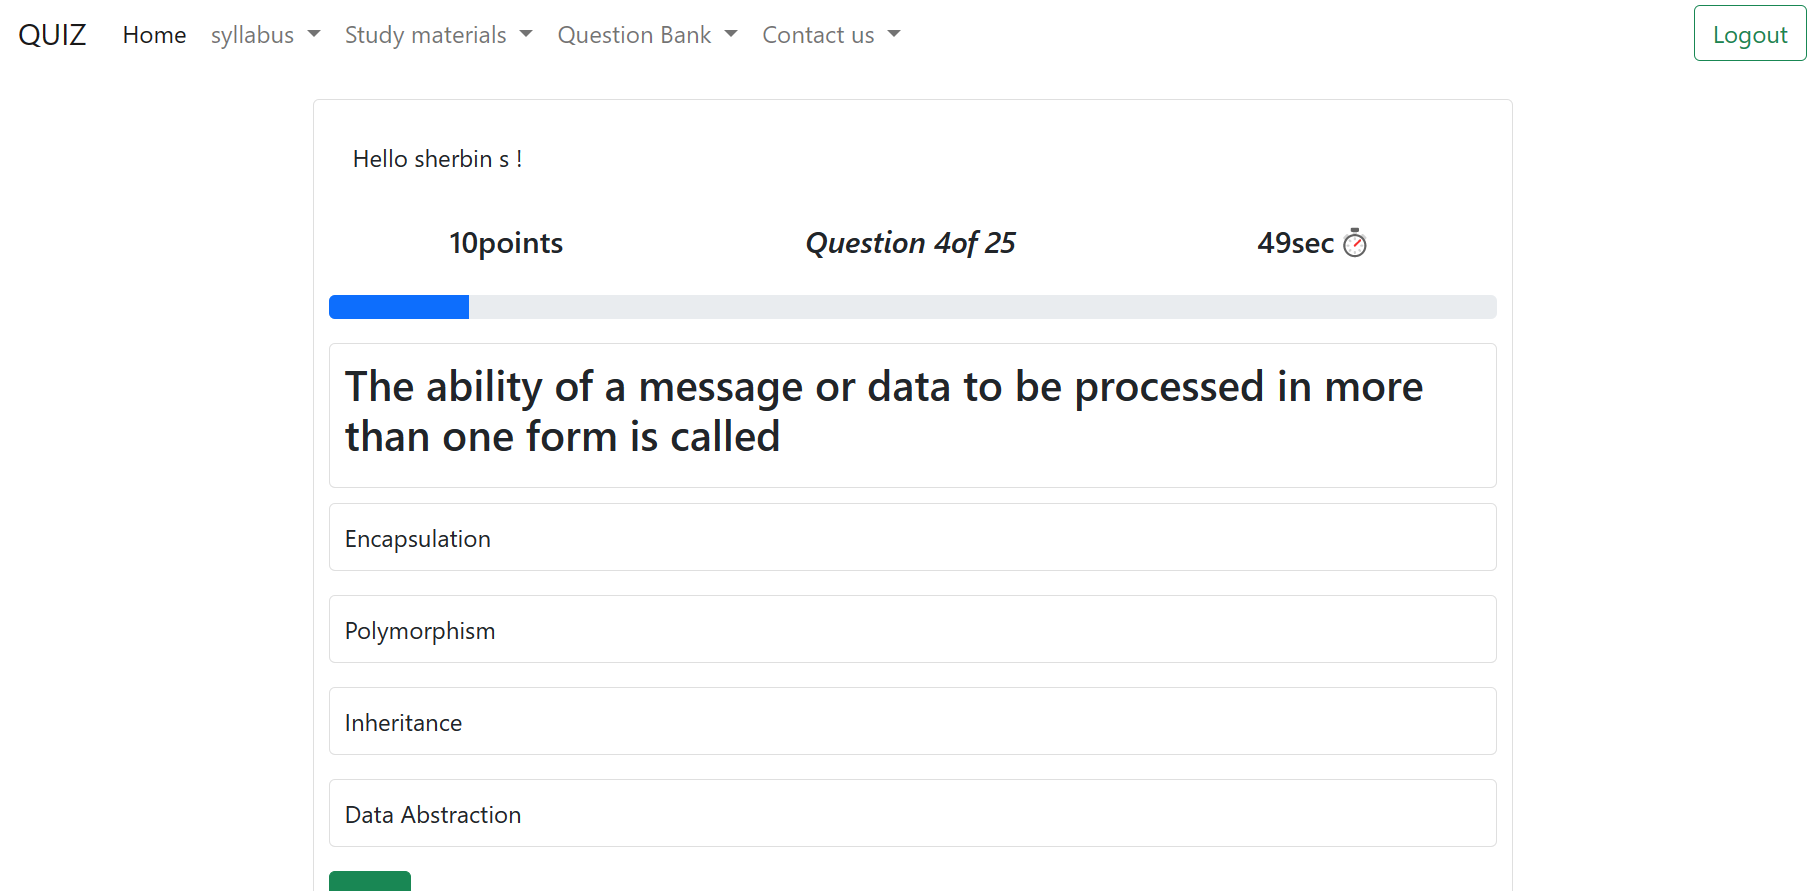 QUIZ Home syllabus Study materials Question Bank Contact us Logout
Hello sherbin s !
10points Question 4of 25 49sec
The ability of a message or data to be processed in more
than one form is called
Encapsulation
Polymorphism
Inheritance
Data Abstraction